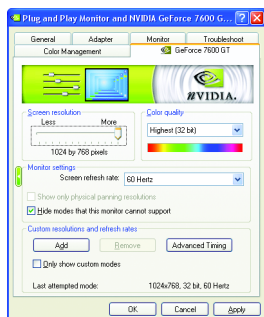 Plug and Play Monitor and NVIDIA GeForce 7600 G...
General Adapter Monitor Troubleshoot
Color Management GeForce 7600 GT
NVIDIA.
Screen resolution
Less More
1024 by 768 pixels
Color quality
Highest (32 bit)
Monitor settings
Screen refresh rate: 60 Hertz
Show only physical panning resolutions
Hide modes that this monitor cannot support
Custom resolutions and refresh rates
Add Remove Advanced Timing
Only show custom modes
Last attempted mode: 1024x768, 32 bit, 60 Hertz
OK Cancel Apply